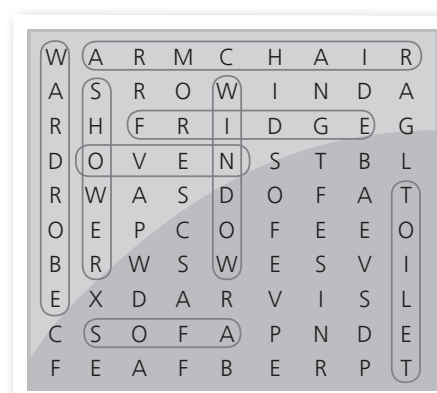 W A R M C H A I R
A S R O W I N D A
R H F R I D G E G
D O V E N S T B L
R W A S D O F A T
O E P C O F E E O
B R W S W E S V I
E X D A R V I S L
C S O F A P N D E
F E A F B E R P T